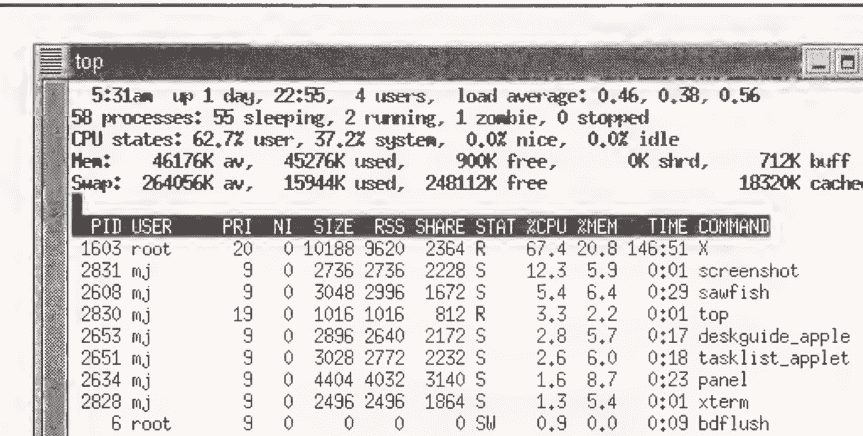 top
5:31am up 1 day, 22:55, 4 users, load average: 0.46, 0.38, 0.56
58 processes: 55 sleeping, 2 running, 1 zombie, 0 stopped
CPU states: 62.7% user, 37.2% system, 0.0% nice, 0.0% idle
Mem: 46176K av, 45276K used, 900K free, 0K shrd, 712K buff
Swap: 264056K av, 15944K used, 248112K free 18320K cached
PID USER PRI NI SIZE RSS SHARE STAT %CPU %MEM TIME COMMAND
1603 root 20 0 10188 9620 2364 R 67.4 20.8 146:51 X
2831 mj 9 0 2736 2736 2228 S 12.3 5.9 0:01 screenshot
2608 mj 9 0 3048 2996 1672 S 5.4 6.4 0:29 sawfish
2830 mj 19 0 1016 1016 812 R 3.3 2.2 0:01 top
2653 mj 9 0 2896 2640 2172 S 2.8 5.7 0:17 deskguide_apple
2651 mj 9 0 3028 2772 2232 S 2.6 6.0 0:18 tasklist_applet
2634 mj 9 0 4404 4032 3140 S 1.6 8.7 0:23 panel
2828 mj 9 0 2496 2496 1864 S 1.3 5.4 0:01 xterm
6 root 9 0 0 0 0 SW 0.9 0.0 0:09 bdflush